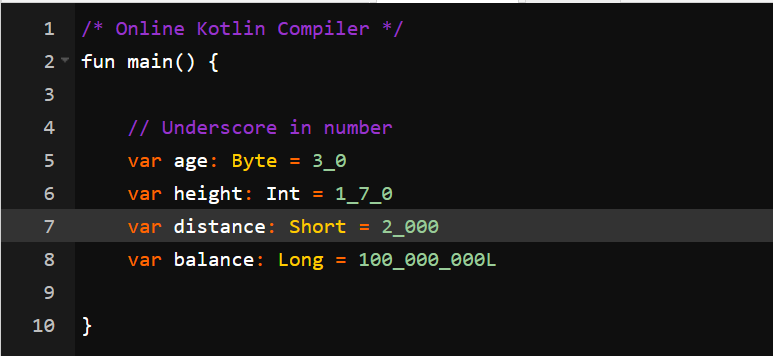 1 /* Online Kotlin Compiler */
2 fun main() {
3
4 // Underscore in number
5 var age: Byte = 3_0
6 var height: Int = 1_7_0
7 var distance: Short = 2_000
8 var balance: Long = 100_000_000L
9
10 }